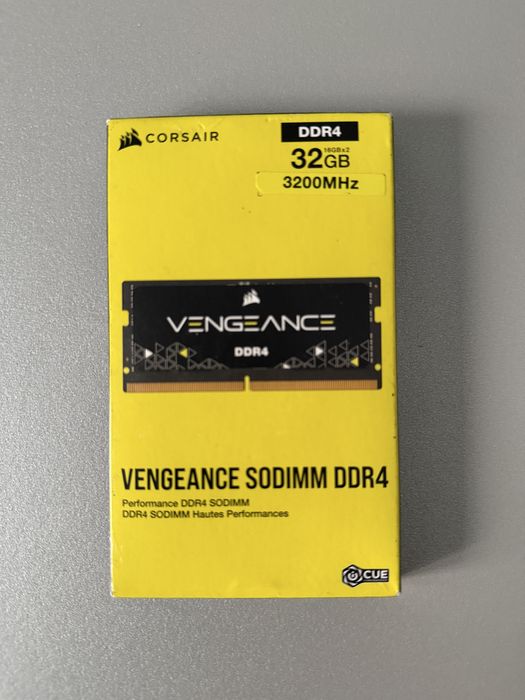 CORSAIR
DDR4
16GBx2
32GB
3200MHz
VENGEANCE
DDR4
VENGEANCE SODIMM DDR4
Performance DDR4 SODIMM
DDR4 SODIMM Hautes Performances
CUE